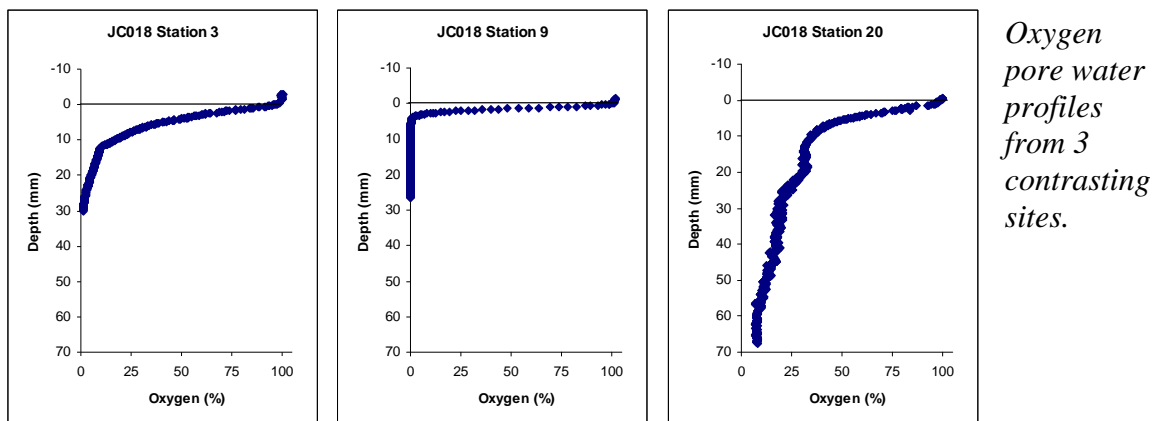 JC018 Station 3
-10
0
10
20
30
40
50
60
70
Depth (mm)
0 25 50 75 100
Oxygen (%)
JC018 Station 9
-10
0
10
20
30
40
50
60
70
Depth (mm)
0 25 50 75 100
Oxygen (%)
JC018 Station 20
-10
0
10
20
30
40
50
60
70
Depth (mm)
0 25 50 75 100
Oxygen (%)
Oxygen
pore water
profiles
from 3
contrasting
sites.